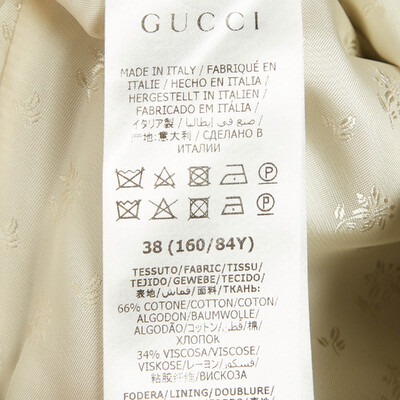 GUCCI
MADE IN ITALY / FABRIQUÉ EN
ITALIE / HECHO EN ITALIA /
HERGESTELLT IN ITALIEN /
FABRICADO EM ITÁLIA /
イタリア製 / صنع في إيطاليا /
产地:意大利 / СДЕЛАНО В
ИТАЛИИ
38 (160/84Y)
TESSUTO/FABRIC/TISSU/
TEJIDO/GEWEBE/TECIDO/
表地/قماش/面料/ТКАНЬ:
66% COTONE/COTTON/COTON/
ALGODON/BAUMWOLLE/
ALGODÃO/コットン/قطن/棉/
ХЛОПОК
34% VISCOSA/VISCOSE/
VISKOSE/レーヨン/فسكوز/
粘胶纤维/ВИСКОЗА
FODERA/LINING/DOUBLURE/